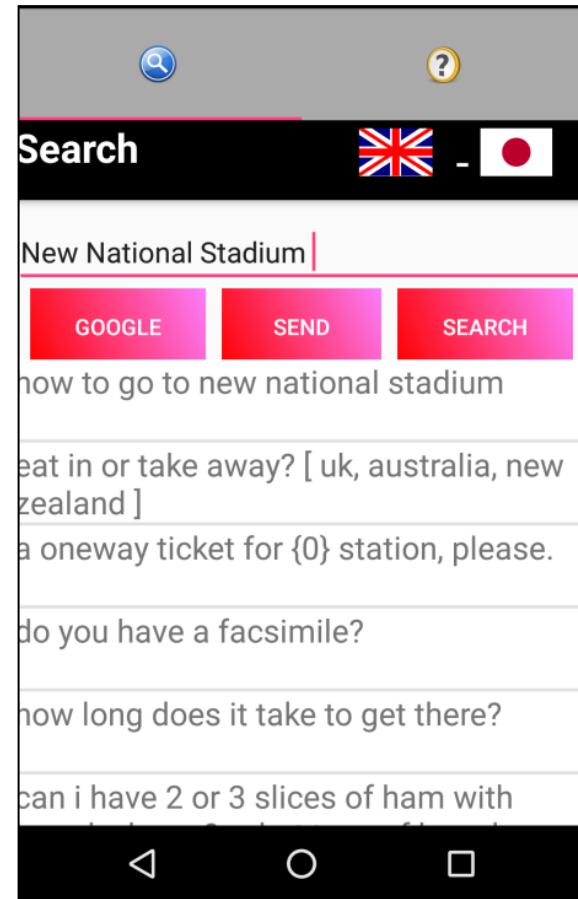 Search
-
New National Stadium
GOOGLE SEND SEARCH
how to go to new national stadium
eat in or take away? [ uk, australia, new
zealand ]
a oneway ticket for {0} station, please.
do you have a facsimile?
how long does it take to get there?
can i have 2 or 3 slices of ham with